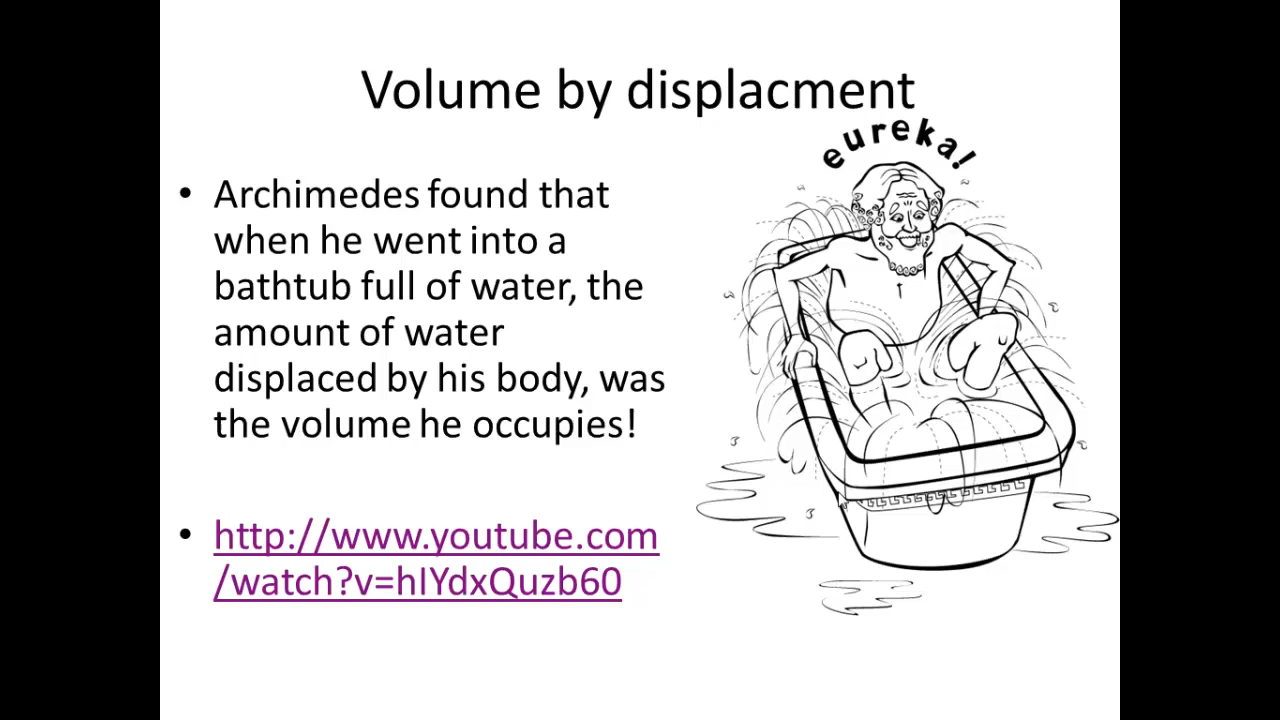 Volume by displacment
eureka!
• Archimedes found that
when he went into a
bathtub full of water, the
amount of water
displaced by his body, was
the volume he occupies!
• http://www.youtube.com
/watch?v=hIYdxQuzb60